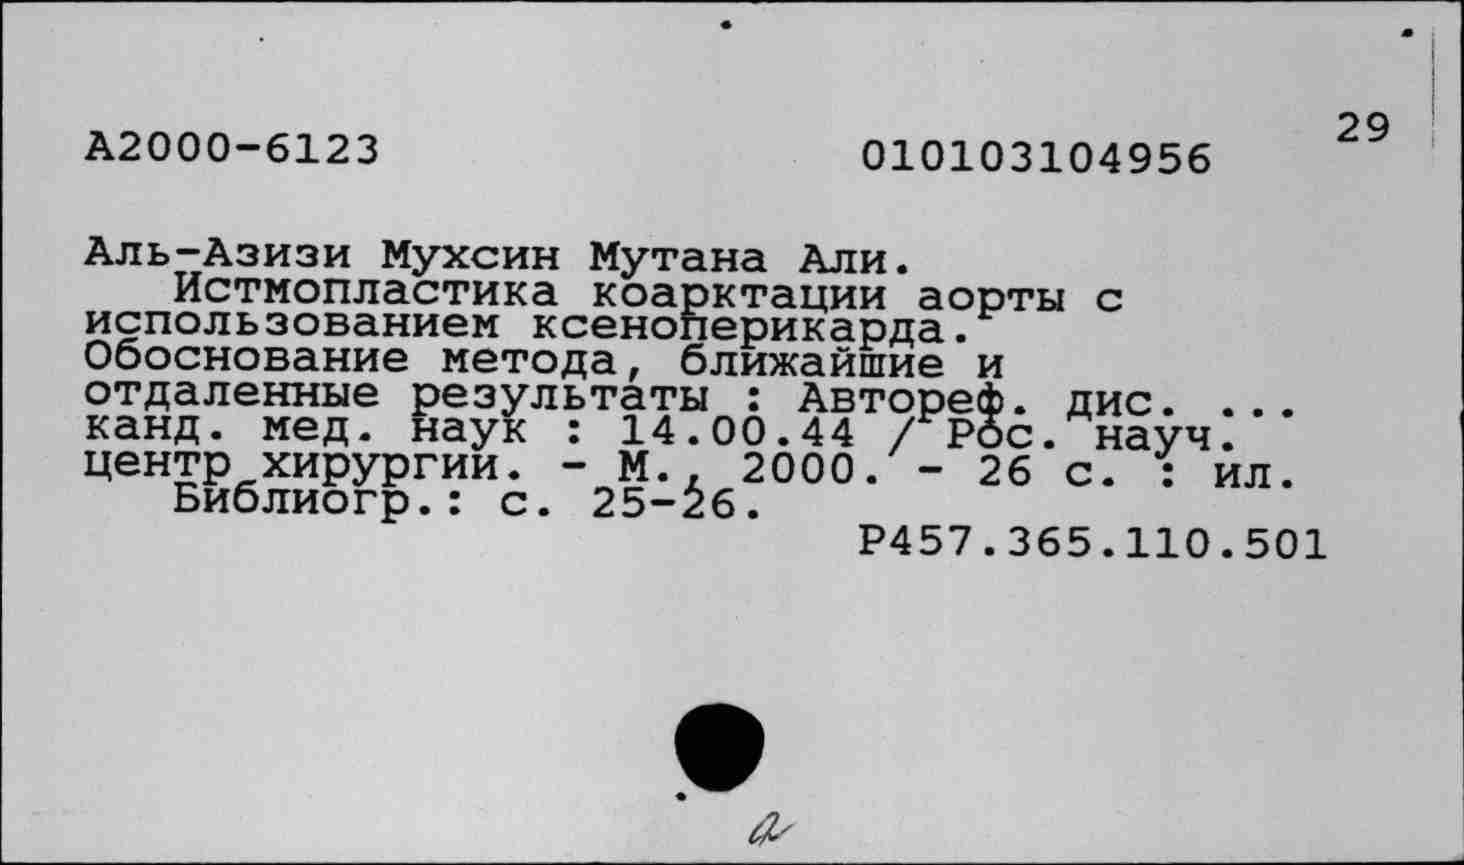 29
А2000-6123 010103104956
Аль-Азизи Мухсин Мутана Али.
Истмопластика коарктации аорты с
использованием ксеноперикарда.
Обоснование метода, ближайшие и
отдаленные результаты : Автореф. дис. ...
канд. мед. наук : 14.00.44 / Рос. науч.
центр хирургии. - М., 2000. - 26 с. : ил.
Библиогр.: с. 25-26.
Р457.365.110.501